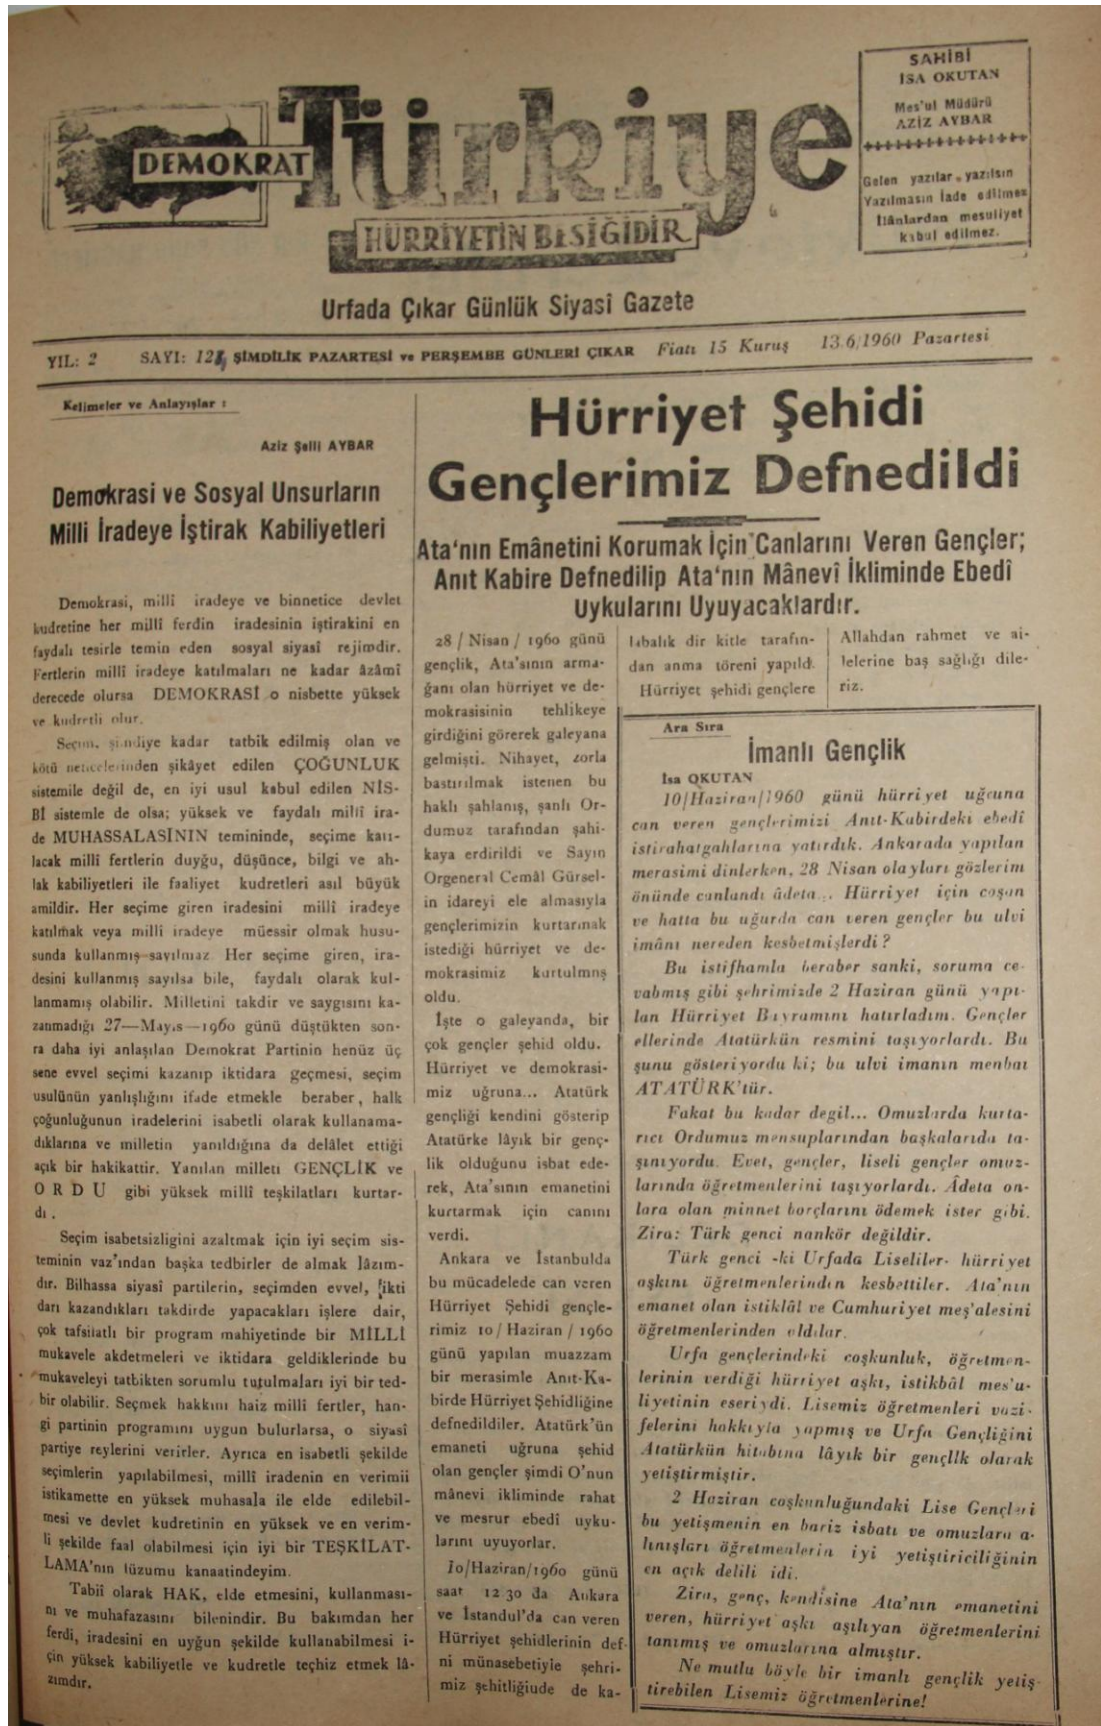 DEMOKRAT
Türkiye
HÜRRİYETİN BEŞİĞİDİR
SAHİBİ
İSA OKUTAN
Mes'ul Müdürü
AZİZ AYBAR
Gelen yazılar, yazılsın
Yazılmasın İade edilmez
İlânlardan mesuliyet
kabul edilmez.
Urfada Çıkar Günlük Siyasî Gazete
YIL: 2 SAYI: ŞİMDİLİK PAZARTESİ ve PERŞEMBE GÜNLERİ ÇIKAR Fiatı 15 Kuruş 13.6/1960 Pazartesi
Kelimeler ve Anlayışlar :
Aziz Şelli AYBAR
Demokrasi ve Sosyal Unsurların
Milli İradeye İştirak Kabiliyetleri
Demokrasi, millî iradeye ve binnetice devlet
kudretine her millî ferdin iradesinin iştirakini en
faydalı tesirle temin eden sosyal siyasî rejimdir.
Fertlerin millî iradeye katılmaları ne kadar âzâmî
derecede olursa DEMOKRASİ o nisbette yüksek
ve kudretli olur.
Seçim, şimdiye kadar tatbik edilmiş olan ve
kötü neticelerinden şikâyet edilen ÇOĞUNLUK
sistemile değil de, en iyi usul kabul edilen NİS-
Bİ sistemle de olsa; yüksek ve faydalı millî ira-
de MUHASSALASİNIN temininde, seçime katı-
lacak millî fertlerin duygu, düşünce, bilgi ve ah-
lak kabiliyetleri ile faaliyet kudretleri asıl büyük
amildir. Her seçime giren iradesini millî iradeye
katılmak veya millî iradeye müessir olmak husu-
sunda kullanmış sayılmaz. Her seçime giren, ira-
desini kullanmış sayılsa bile, faydalı olarak kul-
lanmamış olabilir. Milletini takdir ve saygısını ka-
zanmadığı 27—Mayıs—1960 günü düştükten son-
ra daha iyi anlaşılan Demokrat Partinin henüz üç
sene evvel seçimi kazanıp iktidara geçmesi, seçim
usulünün yanlışlığını ifade etmekle beraber, halk
çoğunluğunun iradelerini isabetli olarak kullanama-
dıklarına ve milletin yanıldığına da delâlet ettiği
açık bir hakikattir. Yanılan milleti GENÇLİK ve
O R D U gibi yüksek millî teşkilatları kurtar-
dı.
Seçim isabetsizligini azaltmak için iyi seçim sis-
teminin vaz'ından başka tedbirler de almak lâzım-
dır. Bilhassa siyasî partilerin, seçimden evvel, ikti
darı kazandıkları takdirde yapacakları işlere dair,
çok tafsilatlı bir program mahiyetinde bir MİLLİ
mukavele akdetmeleri ve iktidara geldiklerinde bu
mukaveleyi tatbikten sorumlu tutulmaları iyi bir ted-
bir olabilir. Seçmek hakkını haiz millî fertler, han-
gi partinin programını uygun bulurlarsa, o siyasî
partiye reylerini verirler. Ayrıca en isabetli şekilde
seçimlerin yapılabilmesi, millî iradenin en verimli
istikamette en yüksek muhasala ile elde edilebil-
mesi ve devlet kudretinin en yüksek ve en verim-
li şekilde faal olabilmesi için iyi bir TEŞKİLAT-
LAMA'nın lüzumu kanaatindeyim.
Tabiî olarak HAK, elde etmesini, kullanması-
nı ve muhafazasını bilenindir. Bu bakımdan her
ferdi, iradesini en uygun şekilde kullanabilmesi i-
çin yüksek kabiliyetle ve kudretle teçhiz etmek lâ-
zımdır.
Hürriyet Şehidi
Gençlerimiz Defnedildi
Ata'nın Emânetini Korumak İçin Canlarını Veren Gençler;
Anıt Kabire Defnedilip Ata'nın Mânevî İkliminde Ebedî
Uykularını Uyuyacaklardır.
28 / Nisan / 1960 günü
gençlik, Ata'sının arma-
ğanı olan hürriyet ve de-
mokrasisinin tehlikeye
girdiğini görerek galeyana
gelmişti. Nihayet, zorla
bastırılmak istenen bu
haklı şahlanış, şanlı Or-
dumuz tarafından şahi-
kaya erdirildi ve Sayın
Orgeneral Cemâl Gürsel-
in idareyi ele almasıyla
gençlerimizin kurtarmak
istediği hürriyet ve de-
mokrasimiz kurtulmnş
oldu.
İşte o galeyanda, bir
çok gençler şehid oldu.
Hürriyet ve demokrasi-
miz uğruna... Atatürk
gençliği kendini gösterip
Atatürke lâyık bir genç-
lik olduğunu isbat ede-
rek, Ata'sının emanetini
kurtarmak için canını
verdi.
Ankara ve İstanbulda
bu mücadelede can veren
Hürriyet Şehidi gençle-
rimiz 10/ Haziran / 1960
günü yapılan muazzam
bir merasimle Anıt-Ka-
birde Hürriyet Şehidliğine
defnedildiler. Atatürk'ün
emaneti uğruna şehid
olan gençler şimdi O'nun
mânevi ikliminde rahat
ve mesrur ebedî uyku-
larını uyuyorlar.
10/Haziran/1960 günü
saat 12 30 da Ankara
ve İstandul'da can veren
Hürriyet şehidlerinin def-
ni münasebetiyle şehri-
miz şehitliğiude de ka-
labalık dir kitle tarafın-
dan anma töreni yapıldı.
Hürriyet şehidi gençlere
Allahdan rahmet ve ai-
lelerine baş sağlığı dile-
riz.
Ara Sıra
İmanlı Gençlik
İsa OKUTAN
10/Haziran/1960 günü hürriyet uğruna
can veren gençlerimizi Anıt-Kabirdeki ebedî
istirahatgahlarına yatırdık. Ankarada yapılan
merasimi dinlerken, 28 Nisan olayları gözlerim
önünde canlandı âdeta... Hürriyet için coşan
ve hatta bu uğurda can veren gençler bu ulvi
imânı nereden kesbetmişlerdi?
Bu istifhamla beraber sanki, soruma ce-
vabmış gibi şehrimizde 2 Haziran günü yapı-
lan Hürriyet Bayramını hatırladım. Gençler
ellerinde Atatürkün resmini taşıyorlardı. Bu
şunu gösteriyordu ki; bu ulvi imanın menbaı
ATATÜRK'tür.
Fakat bu kadar degil... Omuzlarda kurta-
rıcı Ordumuz mensuplarından başkalarıda ta-
şınıyordu. Evet, gençler, liseli gençler omuz-
larında öğretmenlerini taşıyorlardı. Âdeta on-
lara olan minnet borçlarını ödemek ister gibi.
Zira: Türk genci nankör değildir.
Türk genci -ki Urfada Liseliler- hürriyet
aşkını öğretmenlerinden kesbettiler. Ata'nın
emanet olan istiklâl ve Cumhuriyet meş'alesini
öğretmenlerinden aldılar.
Urfa gençlerindeki coşkunluk, öğretmen-
lerinin verdiği hürriyet aşkı, istikbâl mes'u-
liyetinin eseriydi. Lisemiz öğretmenleri vazi-
felerini hakkıyla yapmış ve Urfa Gençliğini
Atatürkün hitabına lâyık bir gençlik olarak
yetiştirmiştir.
2 Haziran coşkunluğundaki Lise Gençleri
bu yetişmenin en bariz isbatı ve omuzlara a-
lınışları öğretmenlerin iyi yetiştiriciliğinin
en açık delili idi.
Zira, genç, kendisine Ata'nın emanetini
veren, hürriyet aşkı aşılıyan öğretmenlerini
tanımış ve omuzlarına almıştır.
Ne mutlu böyle bir imanlı gençlik yetiş-
tirebilen Lisemiz öğretmenlerine!